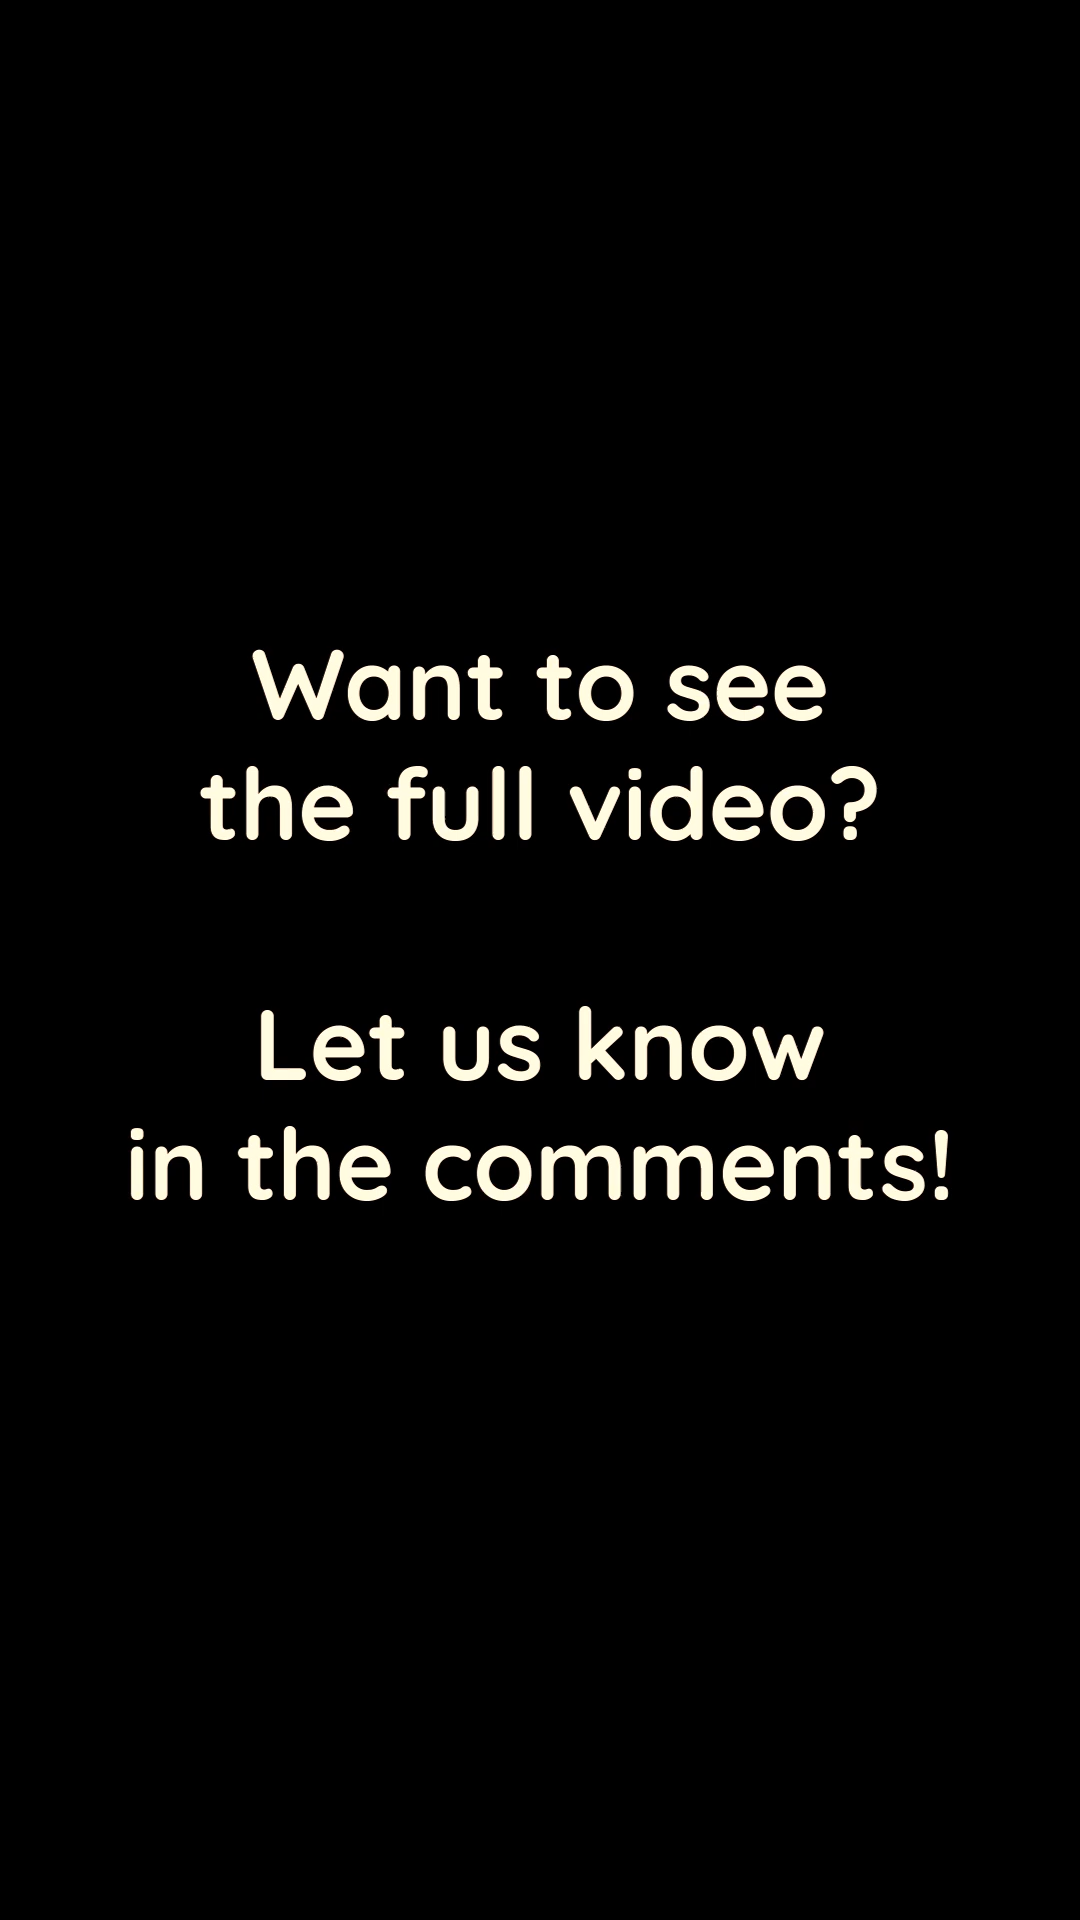 Want to see
the full video?
Let us know
in the comments!